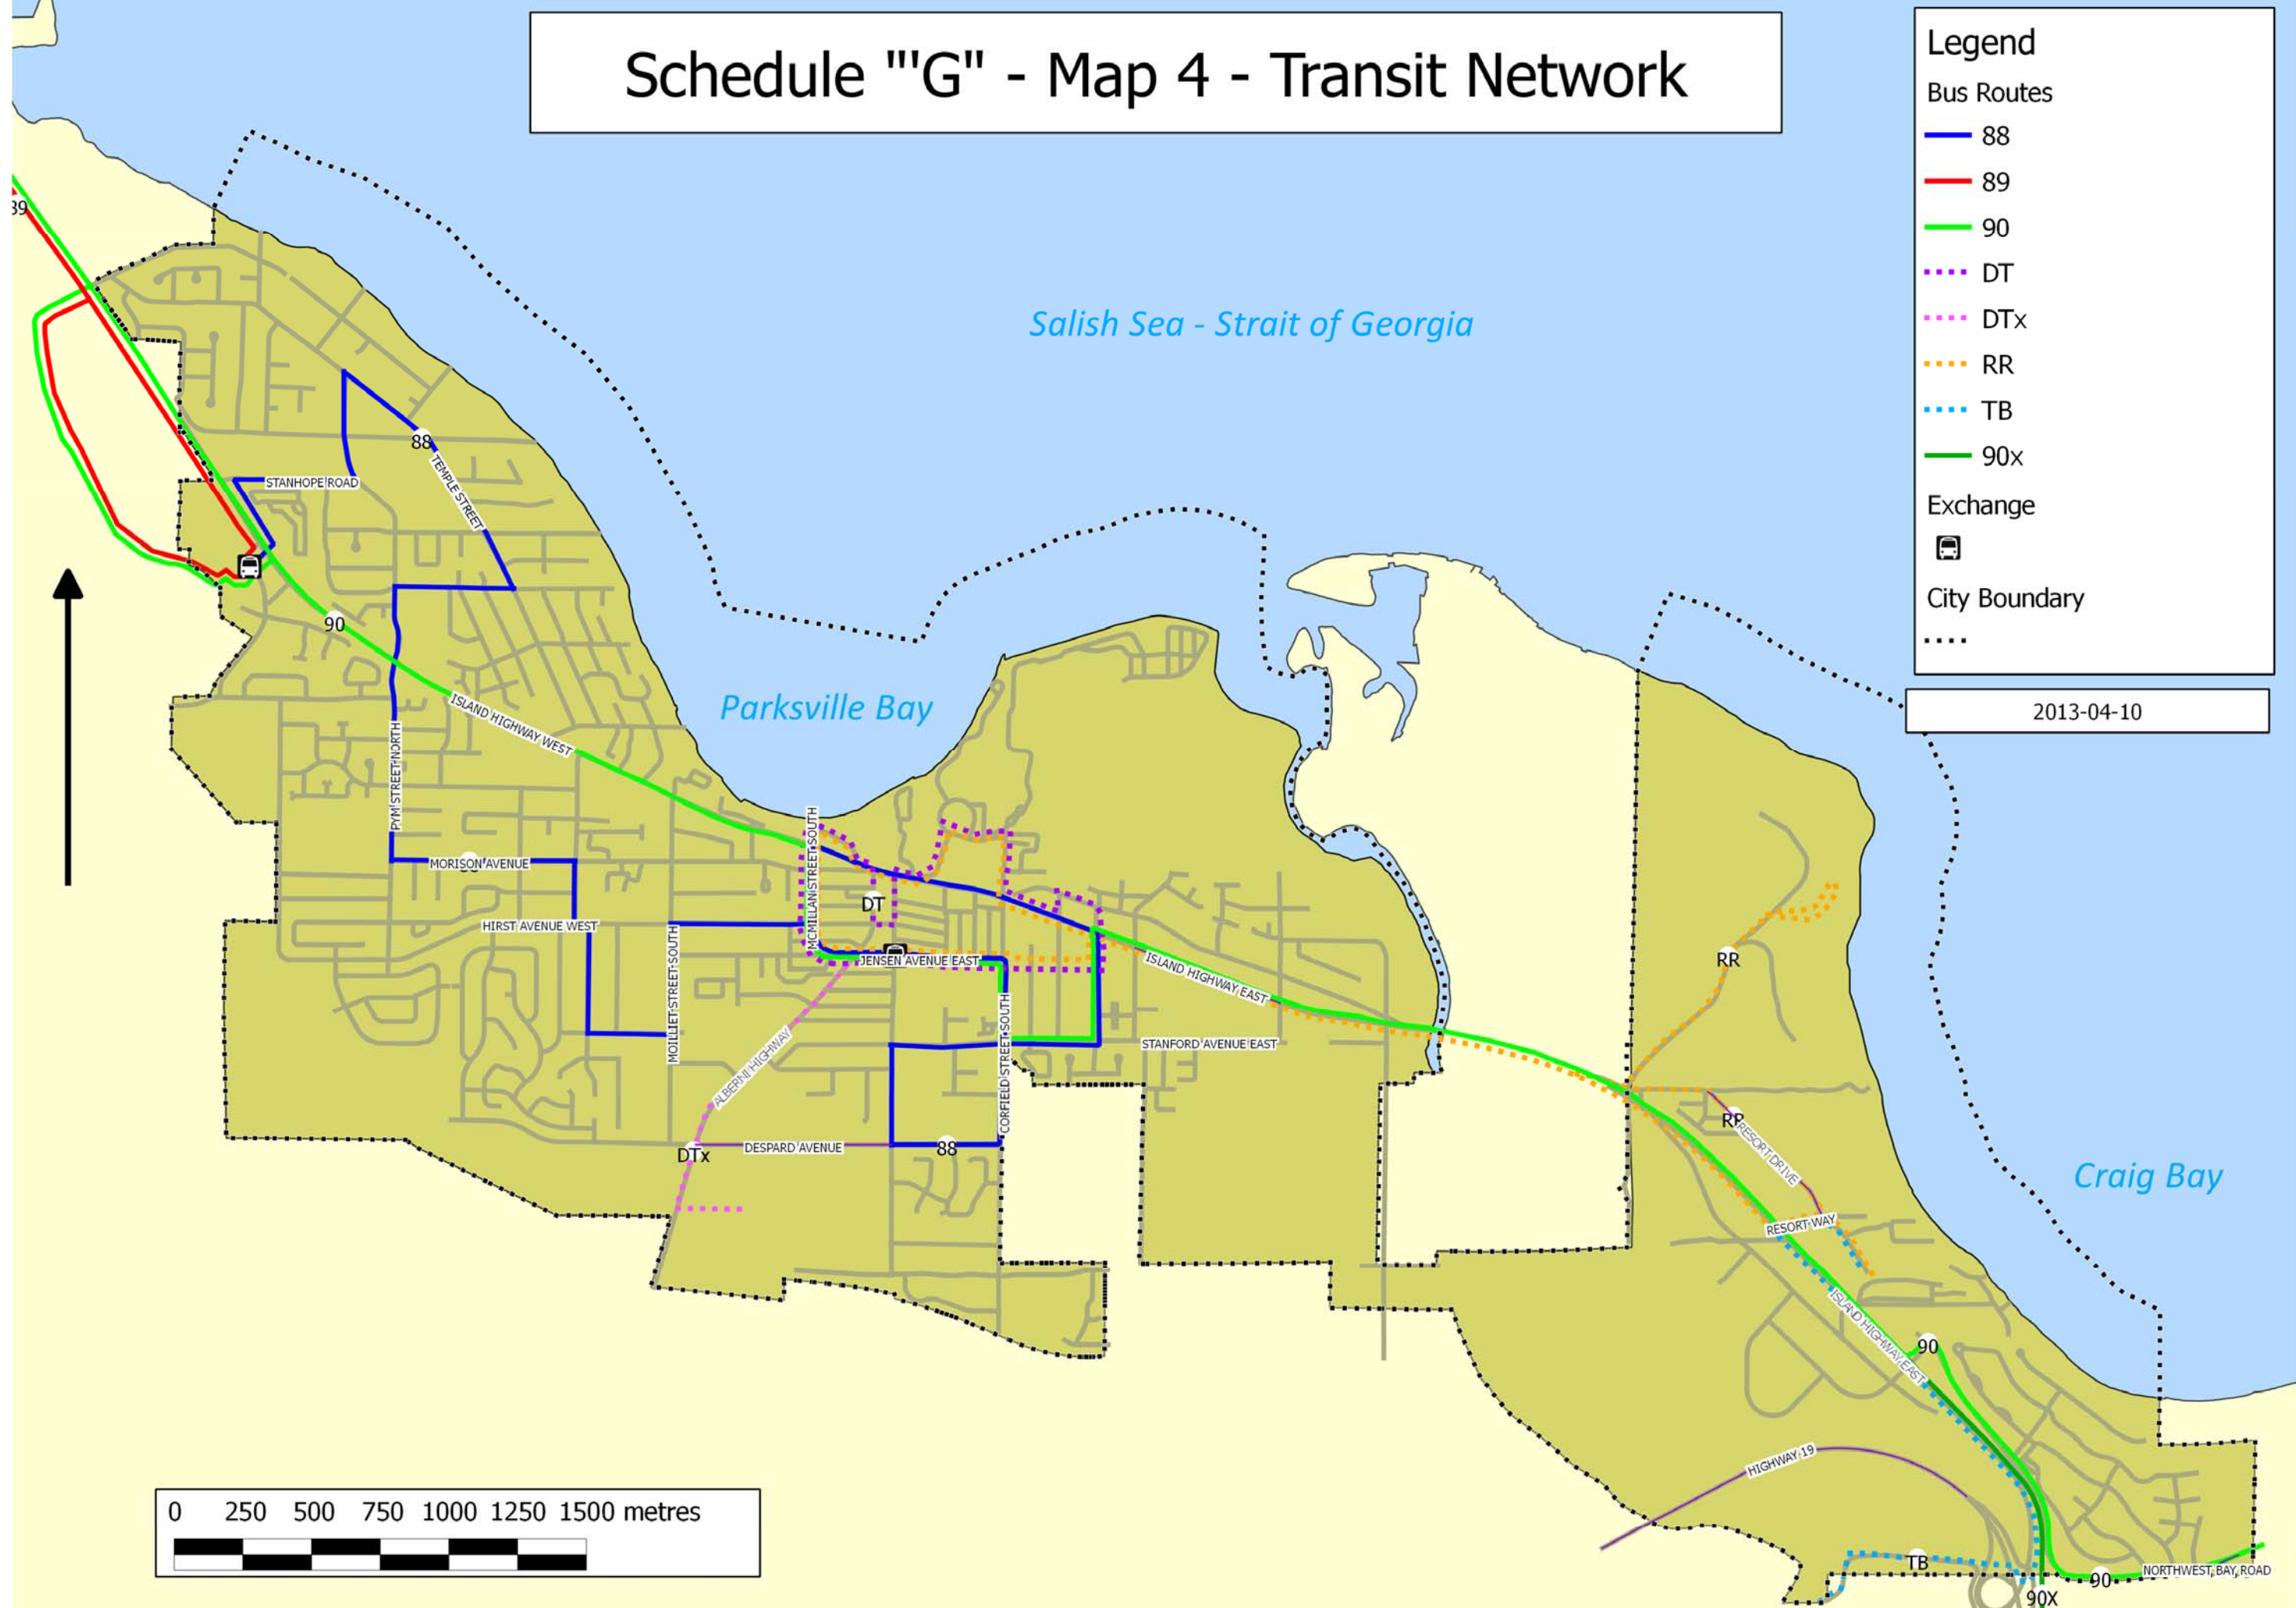 Schedule "'G" - Map 4 - Transit Network
Legend
Bus Routes
88
89
90
DT
DTx
RR
TB
90x
Exchange
City Boundary
2013-04-10
Salish Sea - Strait of Georgia
Parksville Bay
Craig Bay
88
STANHOPE ROAD
TEMPLE STREET
90
ISLAND HIGHWAY WEST
PYM STREET NORTH
MORISON AVENUE
HIRST AVENUE WEST
MCMILLAN STREET SOUTH
DT
MOILLIET STREET SOUTH
JENSEN AVENUE EAST
ISLAND HIGHWAY EAST
ALBERNI HIGHWAY
CORFIELD STREET SOUTH
STANFORD AVENUE EAST
DTx
DESPARD AVENUE
88
RR
RESORT DRIVE
RESORT WAY
ISLAND HIGHWAY EAST
90
HIGHWAY 19
TB
90
NORTHWEST BAY ROAD
90X
0 250 500 750 1000 1250 1500 metres